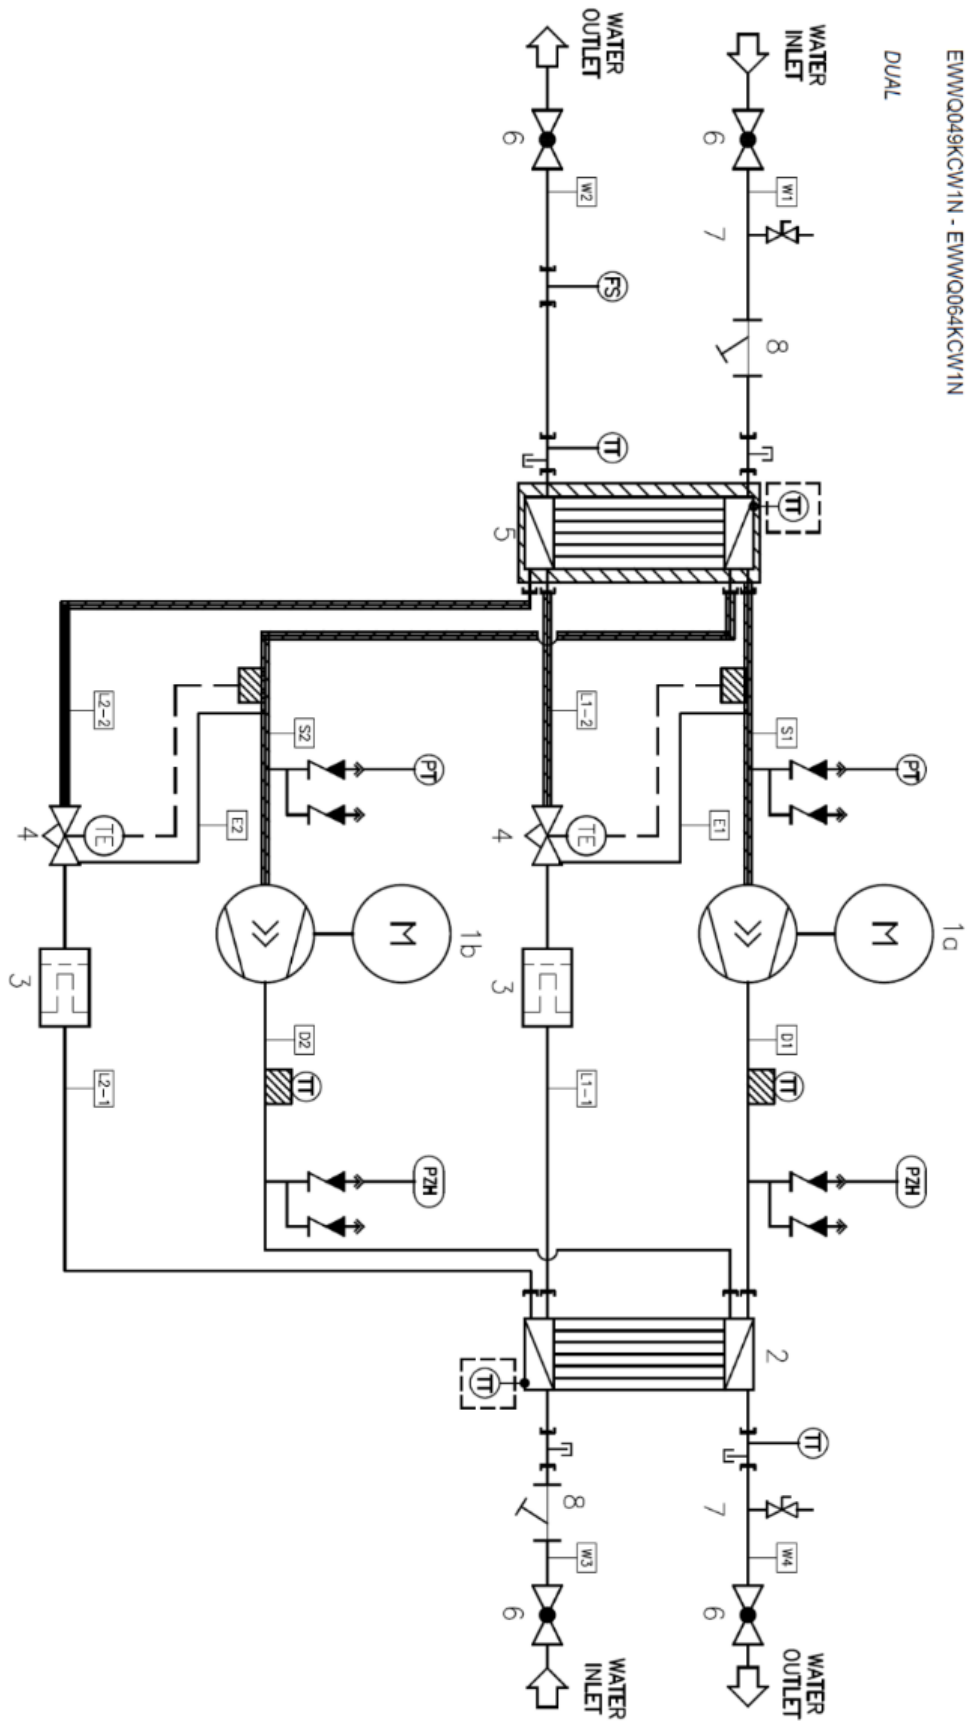 EWWQ049KCW1N - EWWQ064KCW1N
DUAL
1a
PT
PZH
M
WATER
INLET
W1
TT
S1
D1
TT
TT
W4
WATER
OUTLET
8
2
6
7
E1
7
6
WATER
OUTLET
W2
FS
TT
L1-2
TE
L1-1
8
W3
WATER
INLET
6
5
4
3
6
TT
1b
PT
PZH
M
S2
D2
TT
E2
L2-2
TE
L2-1
4
3